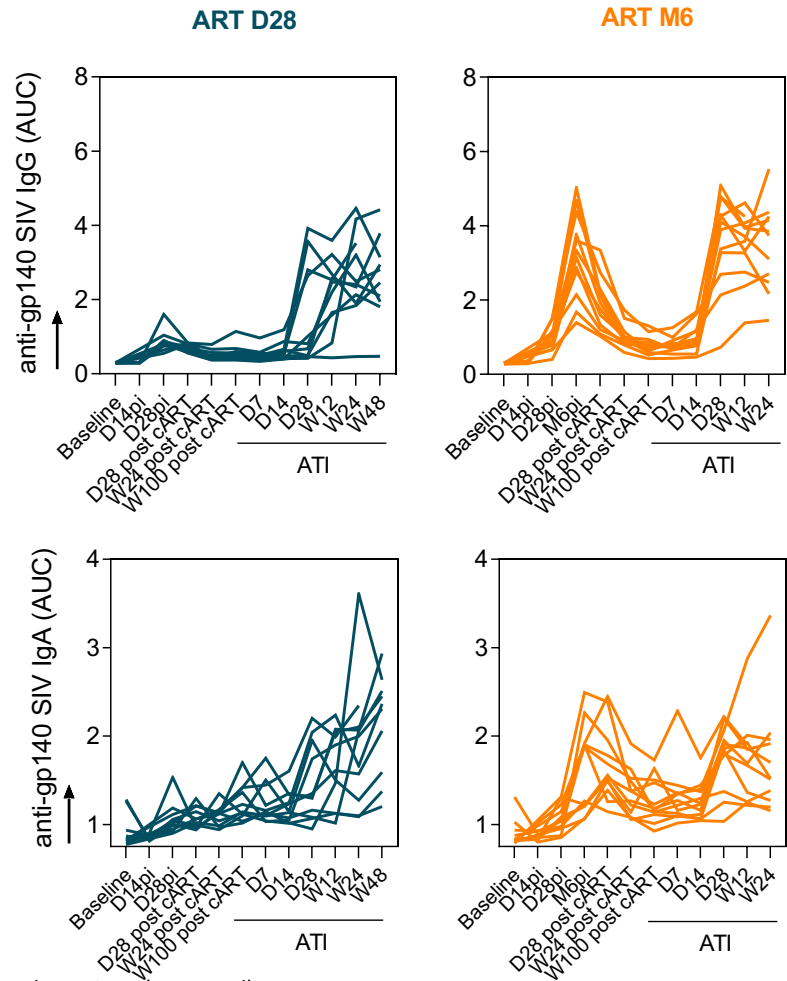 ART D28
ART M6
anti-gp140 SIV IgG (AUC)
8
6
4
2
0
Baseline
D14pi
D28pi
D28 post cART
W24 post cART
W100 post cART
D7
D14
D28
W12
W24
W48
ATI
8
6
4
2
0
Baseline
D14pi
D28pi
M6pi
D28 post cART
W24 post cART
W100 post cART
D7
D14
D28
W12
W24
ATI
anti-gp140 SIV IgA (AUC)
4
3
2
1
Baseline
D14pi
D28pi
D28 post cART
W24 post cART
W100 post cART
D7
D14
D28
W12
W24
W48
ATI
4
3
2
1
Baseline
D14pi
D28pi
M6pi
D28 post cART
W24 post cART
W100 post cART
D7
D14
D28
W12
W24
ATI